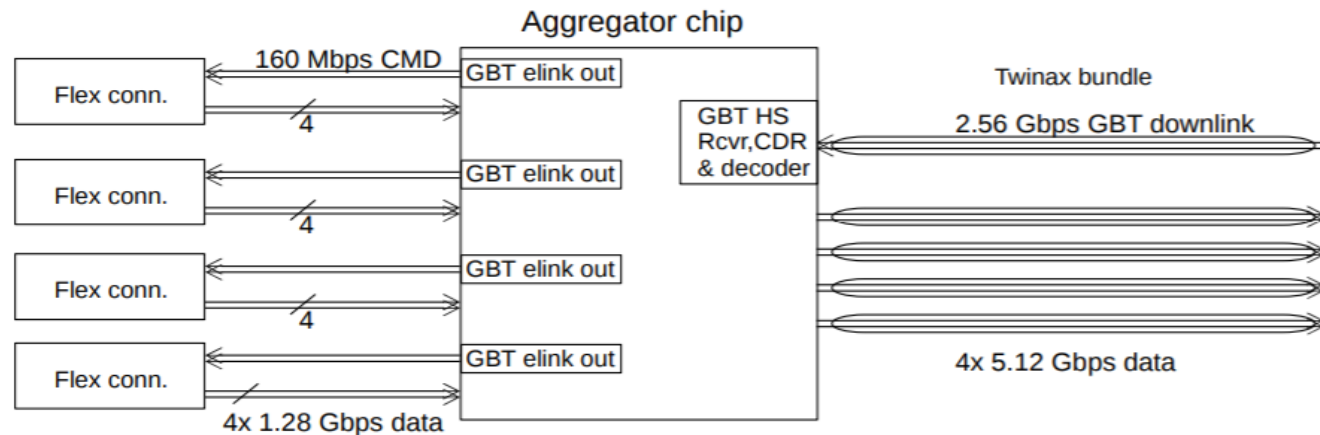 Aggregator chip
160 Mbps CMD
GBT elink out
Flex conn.
4
GBT HS
Rcvr,CDR
& decoder
Twinax bundle
2.56 Gbps GBT downlink
GBT elink out
Flex conn.
4
GBT elink out
Flex conn.
4
GBT elink out
Flex conn.
4x 1.28 Gbps data
4x 5.12 Gbps data